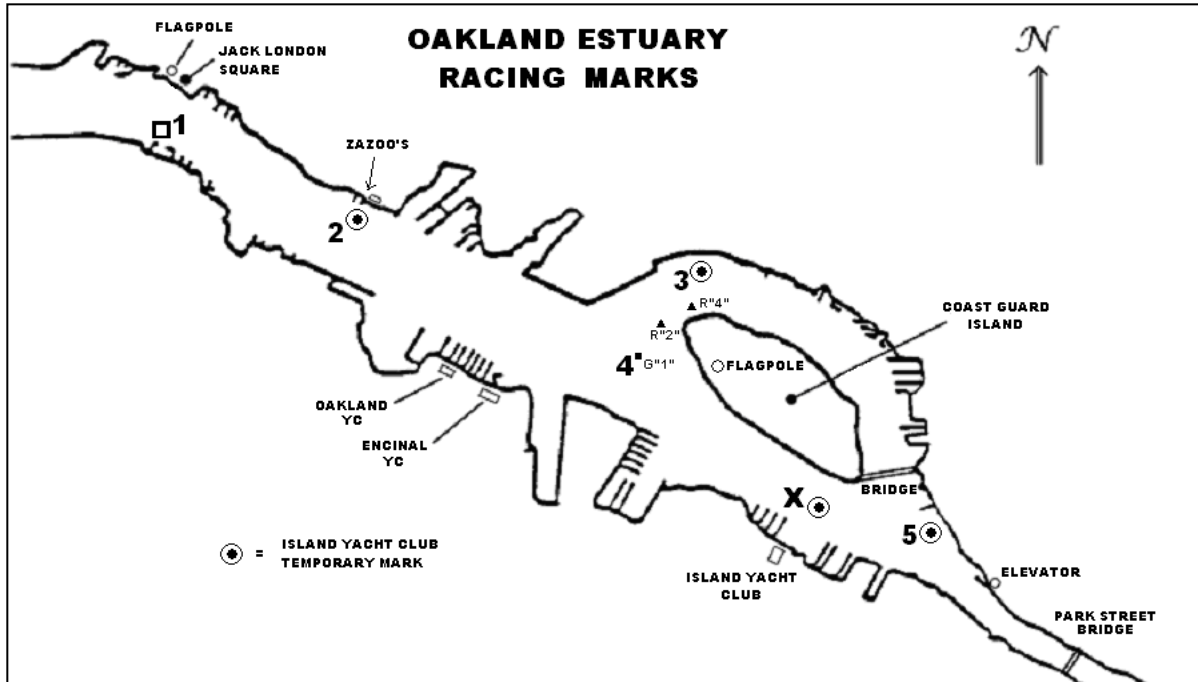 OAKLAND ESTUARY
RACING MARKS
N
FLAGPOLE
JACK LONDON
SQUARE
1
ZAZOO'S
2
3
R"4"
R"2"
4
G"1"
FLAGPOLE
COAST GUARD
ISLAND
OAKLAND
YC
ENCINAL
YC
BRIDGE
X
5
= ISLAND YACHT CLUB
TEMPORARY MARK
ISLAND YACHT
CLUB
ELEVATOR
PARK STREET
BRIDGE